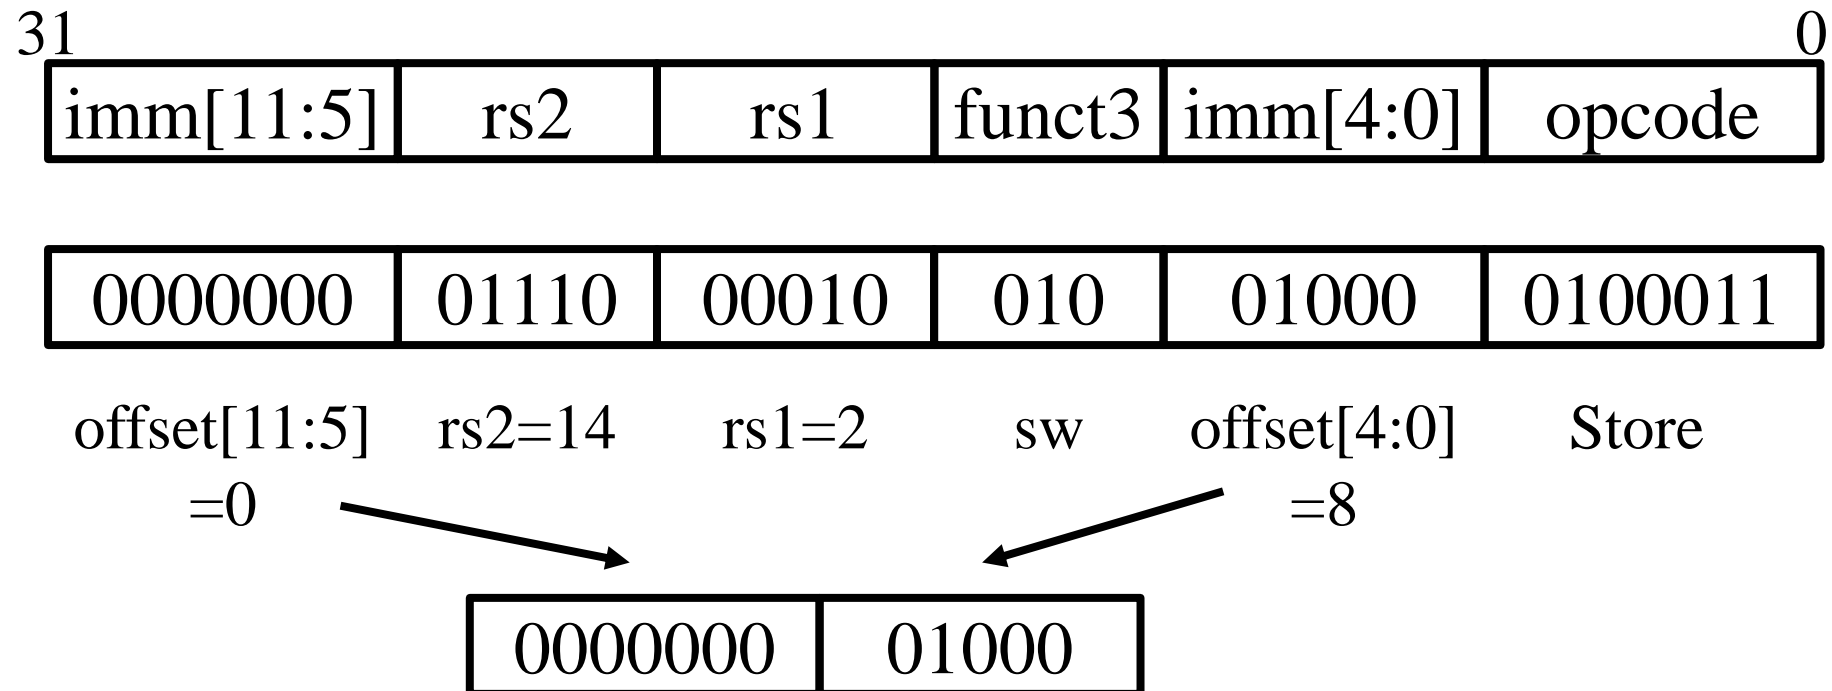 31 0
imm[11:5] rs2 rs1 funct3 imm[4:0] opcode
0000000 01110 00010 010 01000 0100011
offset[11:5] rs2=14 rs1=2 sw offset[4:0] Store
=0 =8
0000000 01000